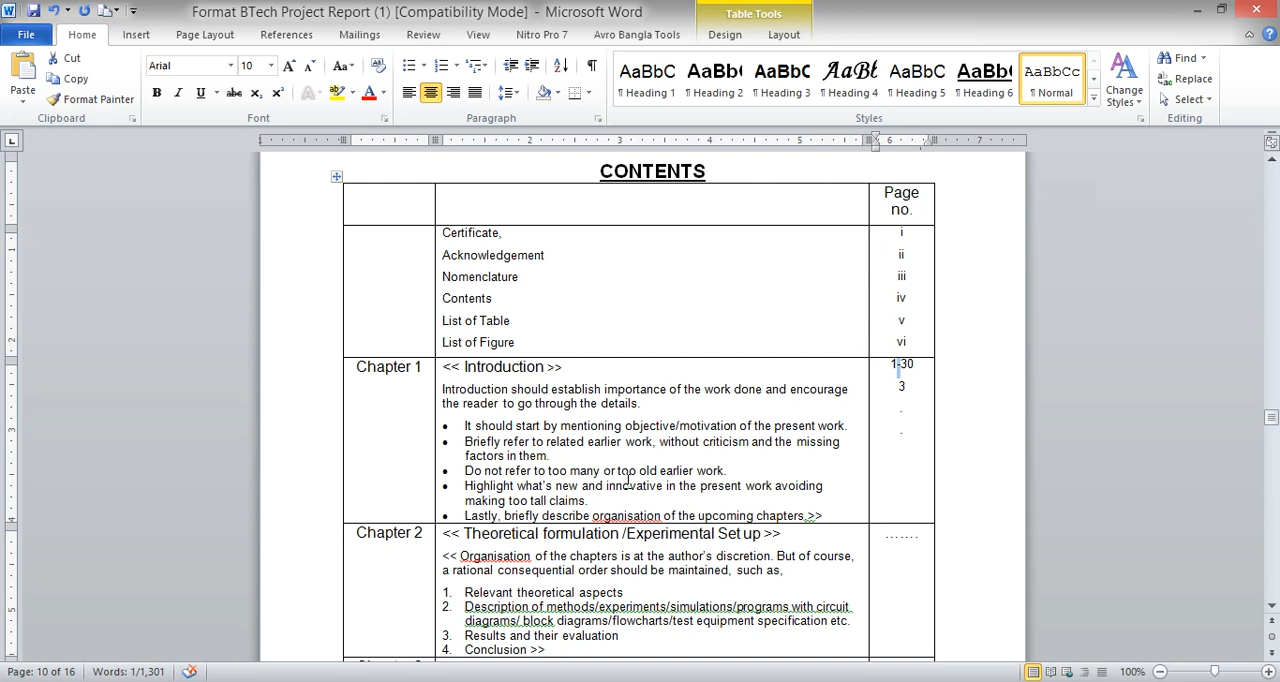 Format BTech Project Report (1) [Compatibility Mode] - Microsoft Word
Table Tools
File Home Insert Page Layout References Mailings Review View Nitro Pro 7 Avro Bangla Tools Design Layout
Paste
Cut
Copy
Format Painter
Clipboard
Arial 10
Font
Paragraph
AaBbC AaBb( AaBbCc AaBt AaBbC AaBbC AaBbCc
¶ Heading 1 ¶ Heading 2 ¶ Heading 3 ¶ Heading 4 ¶ Heading 5 ¶ Heading 6 ¶ Normal
Styles
Change Styles
Find
Replace
Select
Editing
CONTENTS
Page
no.
Certificate, i
Acknowledgement ii
Nomenclature iii
Contents iv
List of Table v
List of Figure vi
Chapter 1 << Introduction >> 1-30
Introduction should establish importance of the work done and encourage 3
the reader to go through the details.
• It should start by mentioning objective/motivation of the present work.
• Briefly refer to related earlier work, without criticism and the missing
factors in them.
• Do not refer to too many or too old earlier work.
• Highlight what's new and innovative in the present work avoiding
making too tall claims.
• Lastly, briefly describe organisation of the upcoming chapters.>>
Chapter 2 << Theoretical formulation /Experimental Set up >> .......
<< Organisation of the chapters is at the author's discretion. But of course,
a rational consequential order should be maintained, such as,
1. Relevant theoretical aspects
2. Description of methods/experiments/simulations/programs with circuit
diagrams/ block diagrams/flowcharts/test equipment specification etc.
3. Results and their evaluation
4. Conclusion >>
Page: 10 of 16 Words: 1/1,301 100%